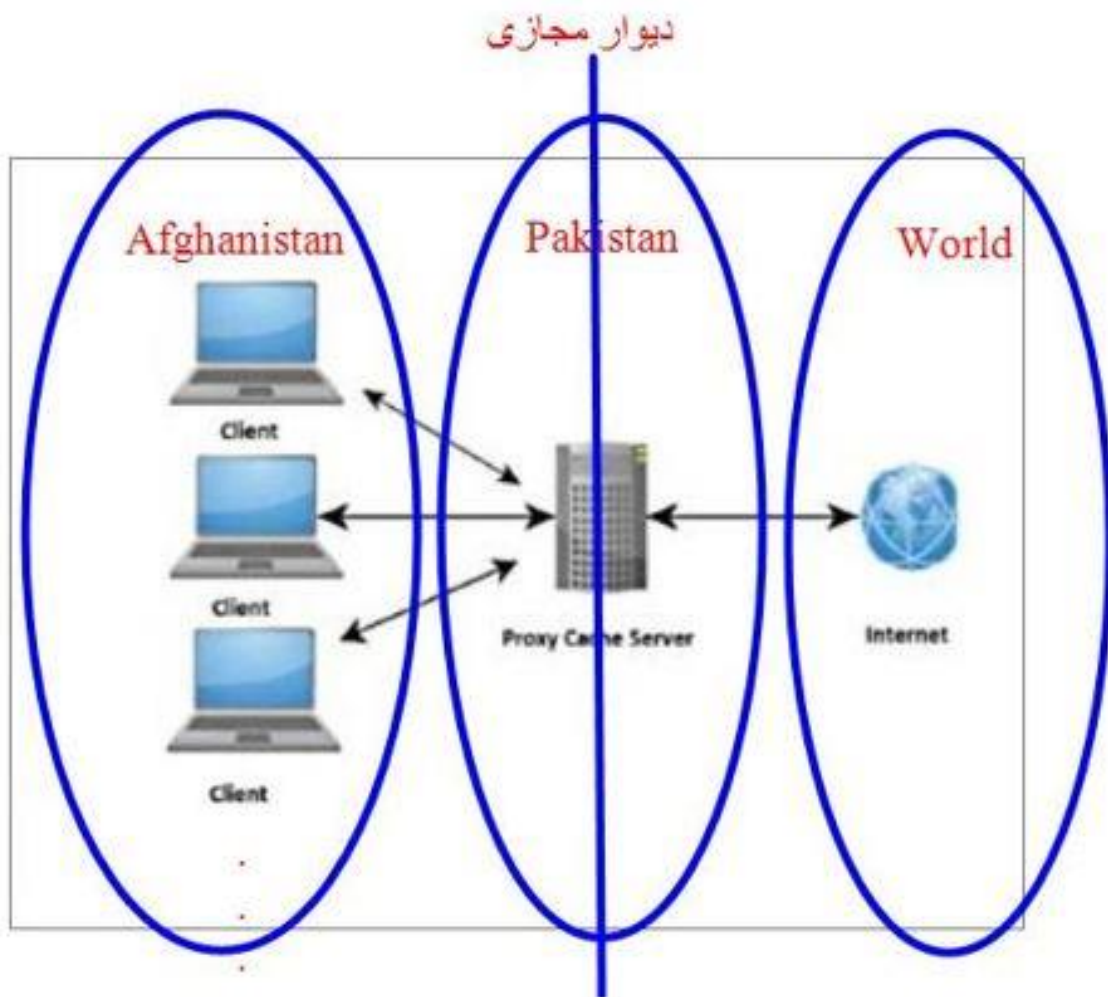 دیوار مجازی
Afghanistan
Pakistan
World
Client
Client
Client
Proxy Cache Server
Internet